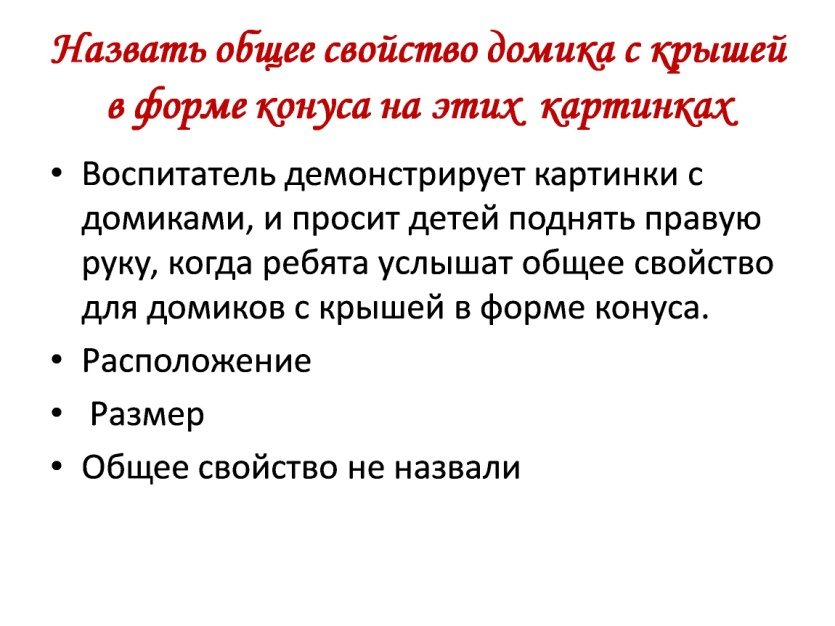 Назвать общее свойство домика с крышей
в форме конуса на этих картинках
• Воспитатель демонстрирует картинки с
домиками, и просит детей поднять правую
руку, когда ребята услышат общее свойство
для домиков с крышей в форме конуса.
• Расположение
• Размер
• Общее свойство не назвали